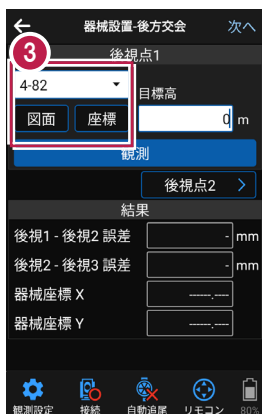 器械設置-後方交会 次へ
3
後視点1
4-82
目標高
図面 座標 0 m
観測
後視点2 >
結果
後視1 - 後視2 誤差 - mm
後視2 - 後視3 誤差 - mm
器械座標 X ------.----
器械座標 Y ------.----
観測設定 接続 自動追尾 リモコン 80%